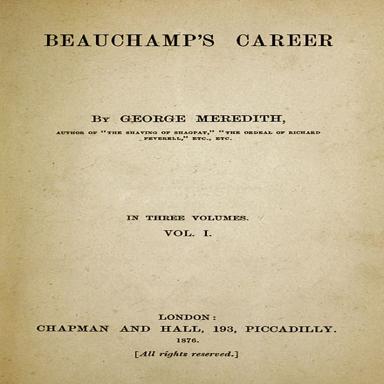 BEAUCHAMP'S CAREER
BY GEORGE MEREDITH,
AUTHOR OF "THE SHAVING OF SHAGPAT," "THE ORDEAL OF RICHARD
FEVEREL," ETC., ETC.
IN THREE VOLUMES.
VOL. I.
LONDON:
CHAPMAN AND HALL, 193, PICCADILLY.
1876.
[All rights reserved.]